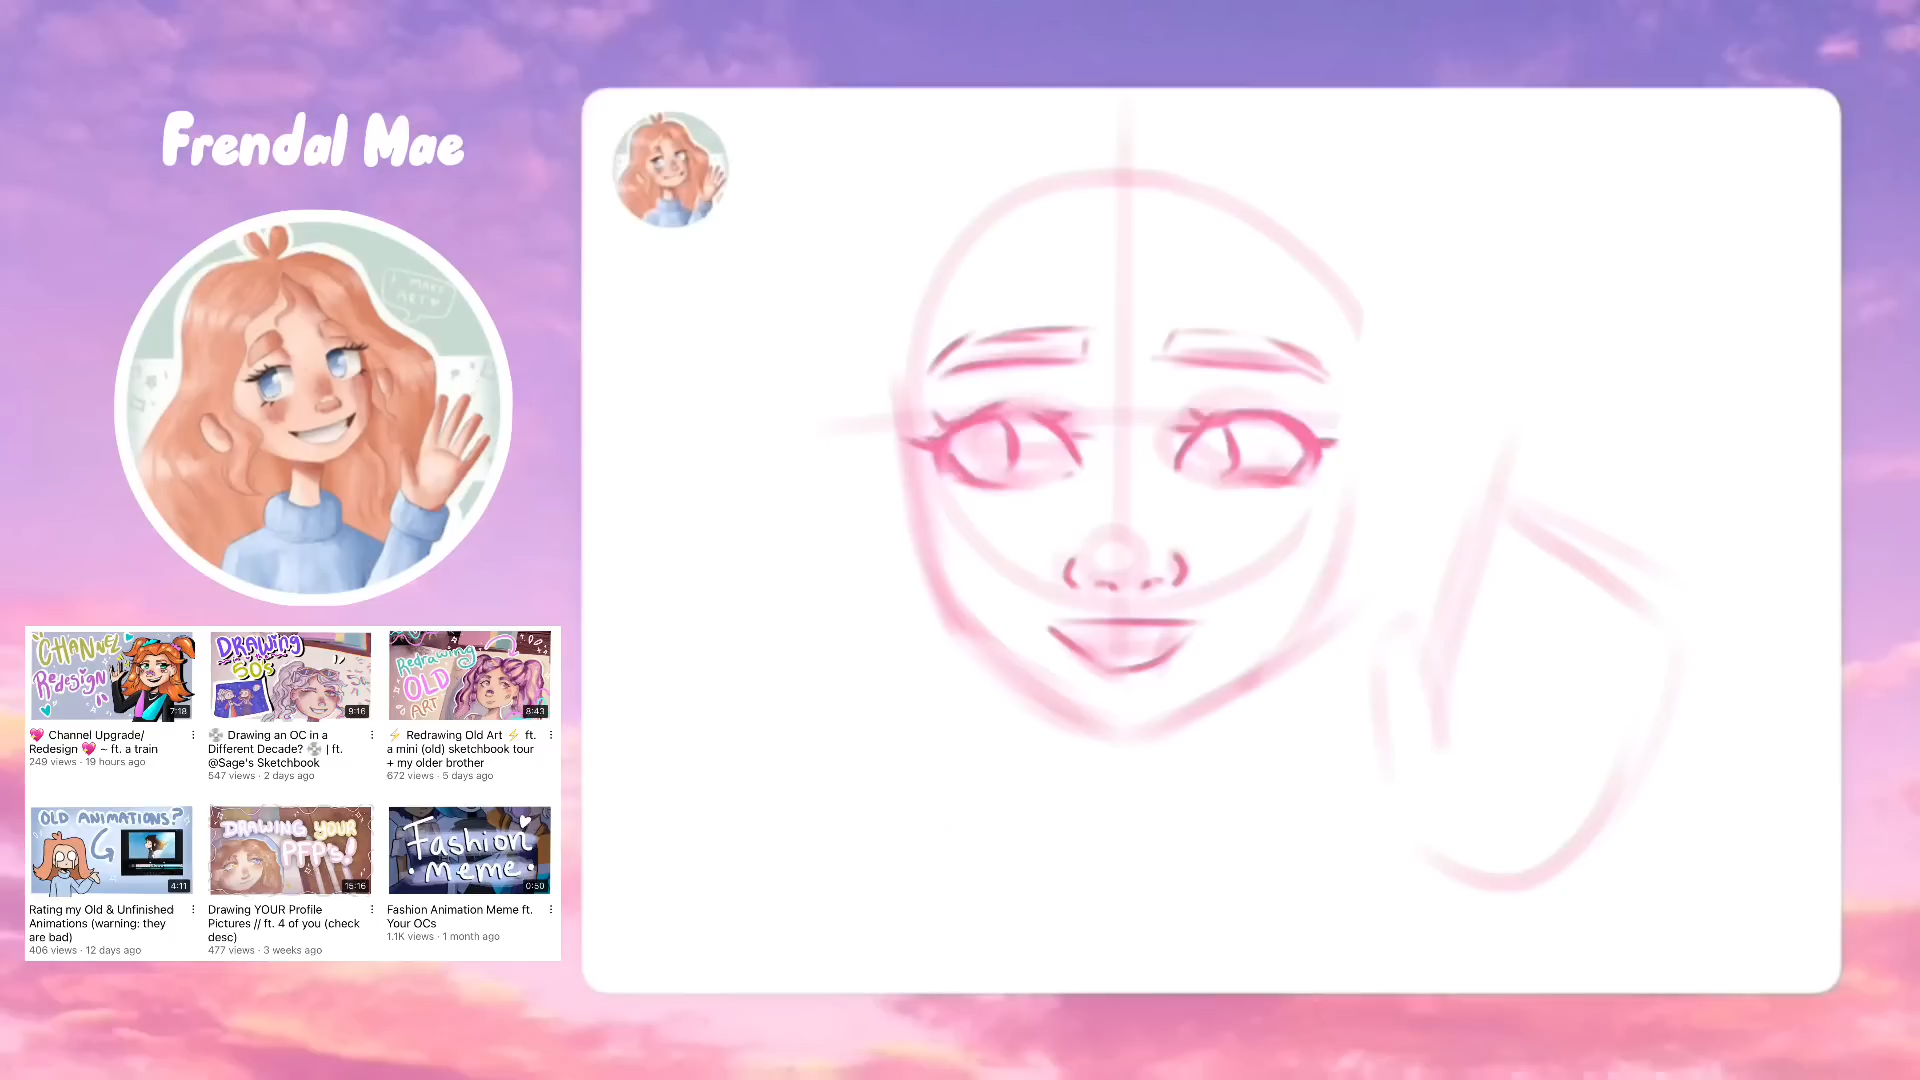 Frendal Mae
I MAKE
ART
CHANNEL
Redesign
7:18
💖 Channel Upgrade/
Redesign 💖 ~ ft. a train
249 views · 19 hours ago
DRAWING
50's
9:16
Drawing an OC in a
Different Decade? | ft.
@Sage's Sketchbook
547 views · 2 days ago
Redrawing
OLD
ART
8:43
⚡ Redrawing Old Art ⚡ ft.
a mini (old) sketchbook tour
+ my older brother
672 views · 5 days ago
OLD ANIMATIONS?
4:11
Rating my Old & Unfinished
Animations (warning: they
are bad)
406 views · 12 days ago
DRAWING YOUR
PFP's!
15:16
Drawing YOUR Profile
Pictures // ft. 4 of you (check
desc)
477 views · 3 weeks ago
Fashion
meme
0:50
Fashion Animation Meme ft.
Your OCs
1.1K views · 1 month ago